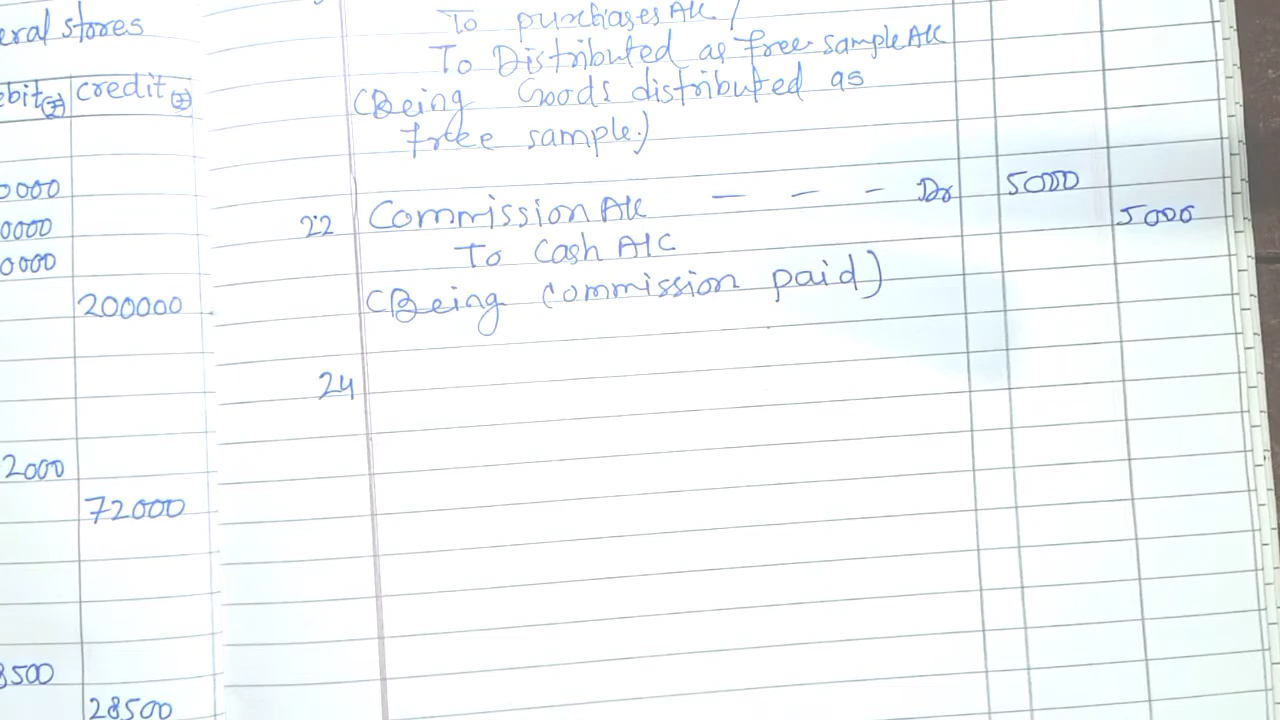 eral stores
ebit(₹) credit(₹)
0000
0000
0000
200000
2000
72000
8500
28500
To purchases A/c /
To Distributed as free sample A/c
(Being Goods distributed as
free sample.)
22 Commission A/c - - - Dr 5000
To Cash A/C 5000
(Being Commission paid)
24